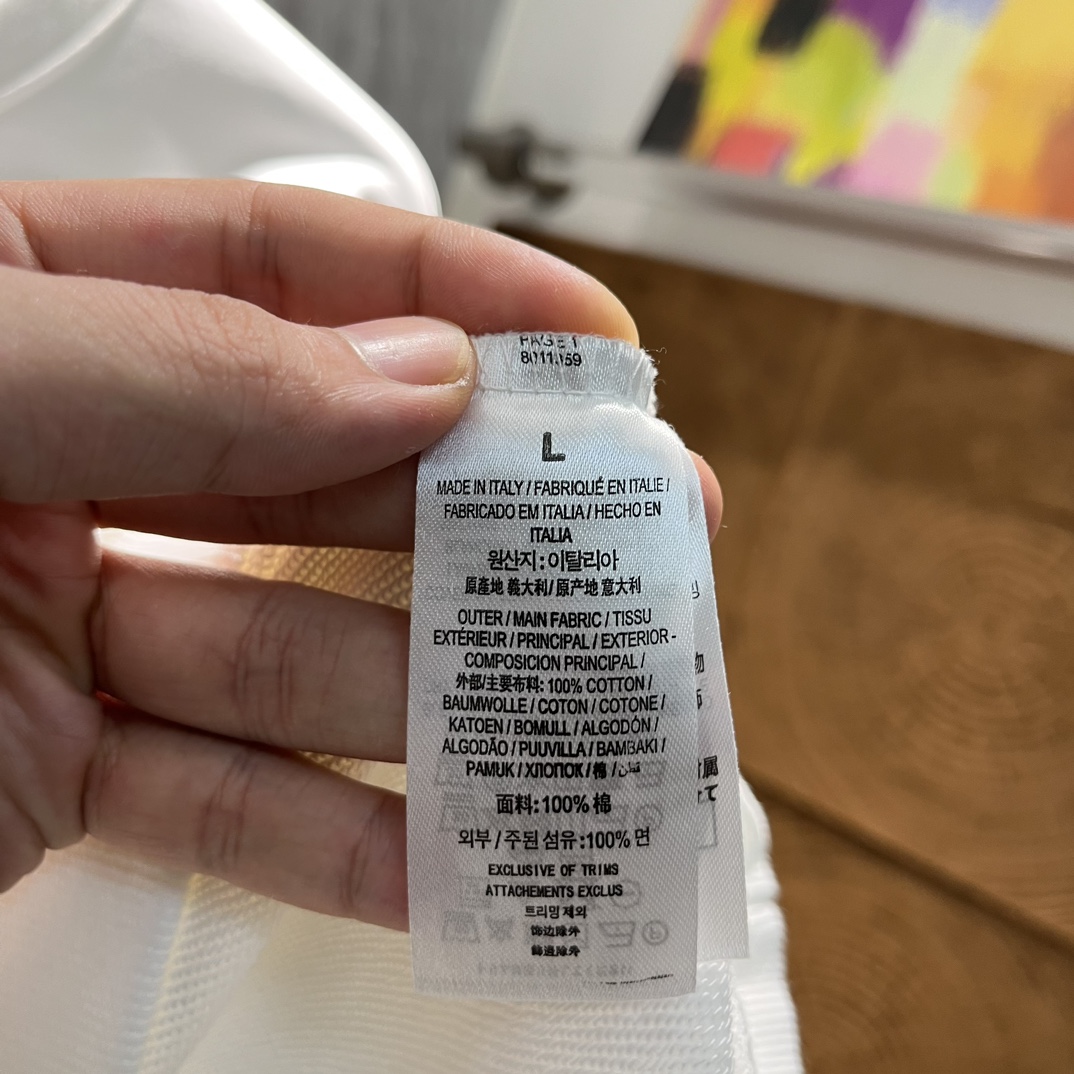 PAGE 1
L
MADE IN ITALY / FABRIQUÉ EN ITALIE /
FABRICADO EM ITALIA / HECHO EN
ITALIA
원산지 : 이탈리아
原產地 義大利/ 原产地 意大利
OUTER / MAIN FABRIC / TISSU
EXTÉRIEUR / PRINCIPAL / EXTERIOR -
COMPOSICION PRINCIPAL /
外部/主要布料: 100% COTTON /
BAUMWOLLE / COTON / COTONE /
KATOEN / BOMULL / ALGODÓN /
ALGODÃO / PUUVILLA / BAMBAKI /
PAMUK / ХЛОПОК / 棉 / قطن
面料:100% 棉
외부 / 주된 섬유 :100% 면
EXCLUSIVE OF TRIMS
ATTACHEMENTS EXCLUS
트리밍 제외
饰边除外
飾邊除外